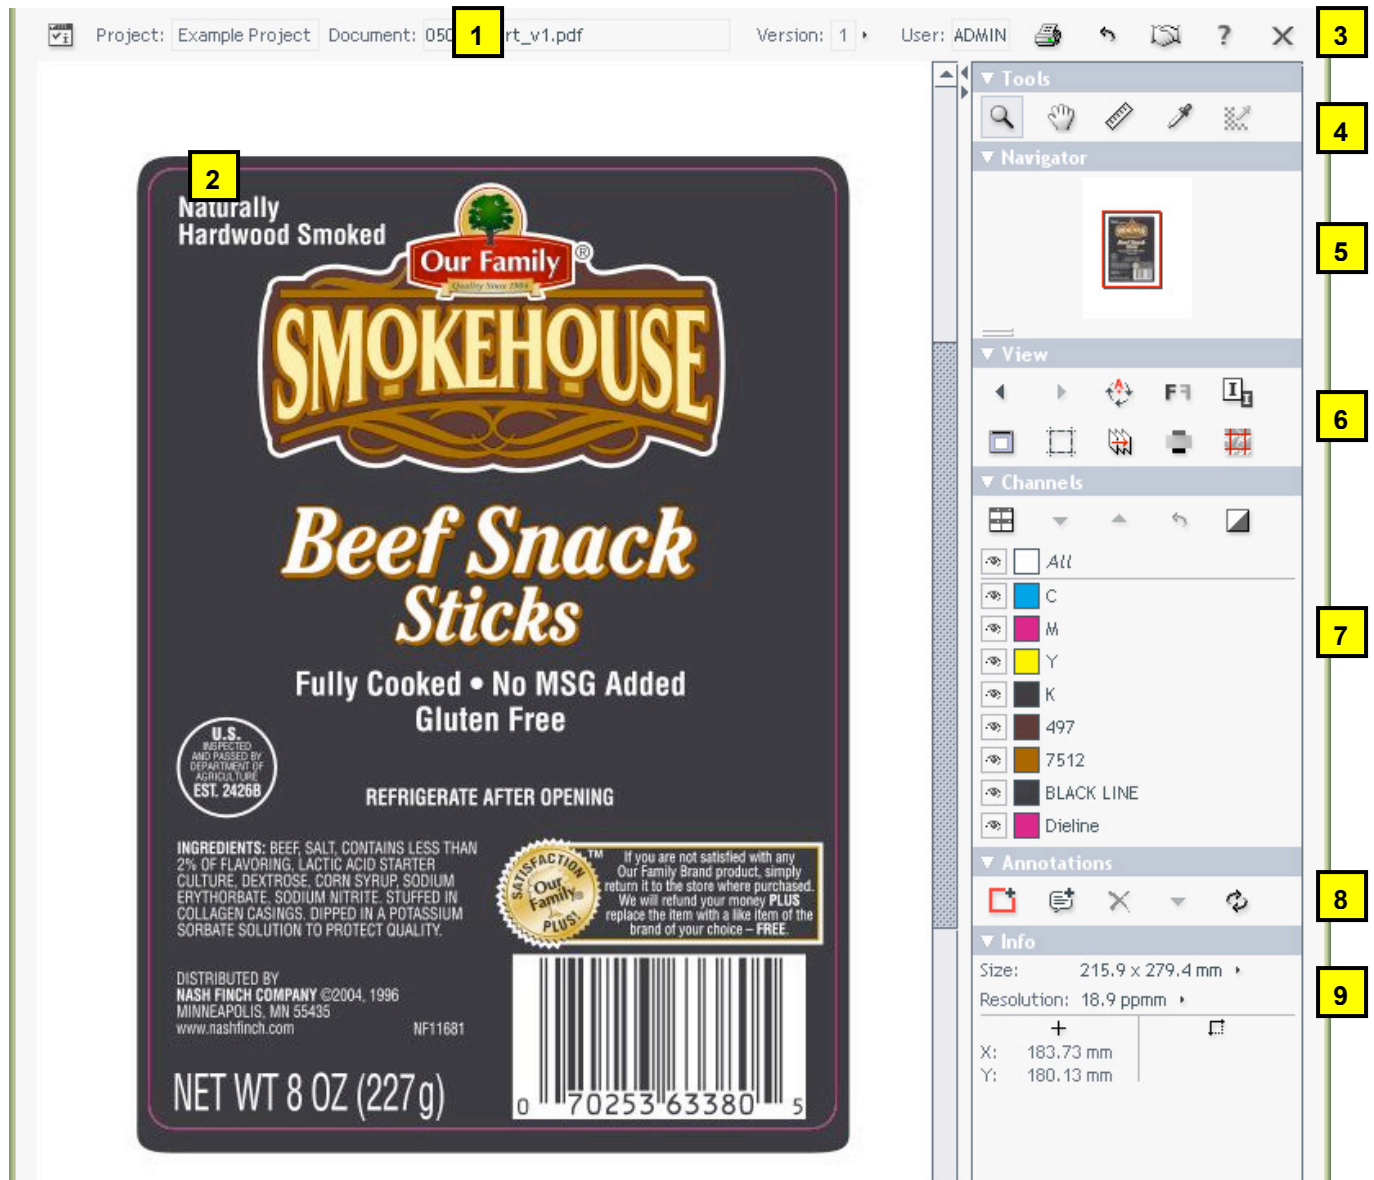 Project: Example Project Document: 050 1 rt_v1.pdf Version: 1 User: ADMIN ? 3
Tools
4
Navigator
5
View
FF
I I
6
Channels
All
C
M
Y
K
497
7512
BLACK LINE
Dieline
7
Annotations
8
Info
Size: 215.9 x 279.4 mm
Resolution: 18.9 ppmm
9
X: 183.73 mm
Y: 180.13 mm
2
Naturally
Hardwood Smoked
Our Family ®
Quality Since 1904
SMOKEHOUSE
Beef Snack
Sticks
Fully Cooked • No MSG Added
Gluten Free
U.S.
INSPECTED
AND PASSED BY
DEPARTMENT OF
AGRICULTURE
EST. 2426B
REFRIGERATE AFTER OPENING
INGREDIENTS: BEEF, SALT, CONTAINS LESS THAN
2% OF FLAVORING, LACTIC ACID STARTER
CULTURE, DEXTROSE, CORN SYRUP, SODIUM
ERYTHORBATE, SODIUM NITRITE. STUFFED IN
COLLAGEN CASINGS. DIPPED IN A POTASSIUM
SORBATE SOLUTION TO PROTECT QUALITY.
SATISFACTION
Our
Family
PLUS!
TM
If you are not satisfied with any
Our Family Brand product, simply
return it to the store where purchased.
We will refund your money PLUS
replace the item with a like item of the
brand of your choice – FREE.
DISTRIBUTED BY
NASH FINCH COMPANY ©2004, 1996
MINNEAPOLIS, MN 55435
www.nashfinch.com NF11681
NET WT 8 OZ (227g)
0 70253 63380 5